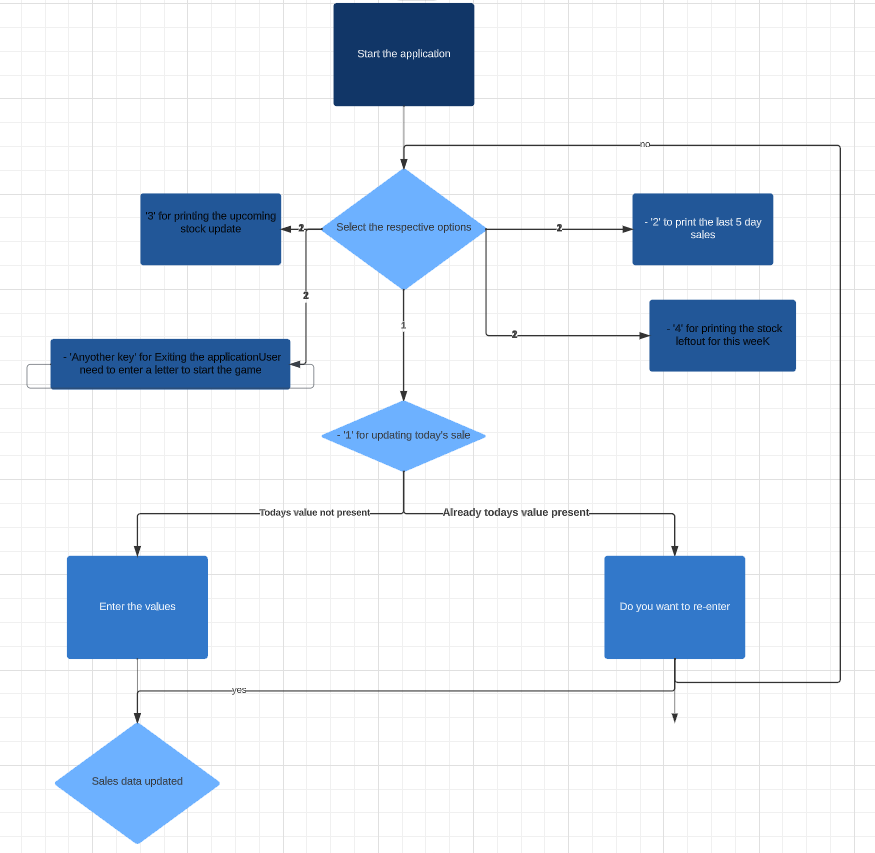 Start the application
no
'3' for printing the upcoming
stock update
2
Select the respective options
2
- '2' to print the last 5 day
sales
2
1
2
- '4' for printing the stock
leftout for this weeK
- 'Anyother key' for Exiting the applicationUser
need to enter a letter to start the game
- '1' for updating today's sale
Todays value not present
Already todays value present
Enter the values
Do you want to re-enter
yes
Sales data updated